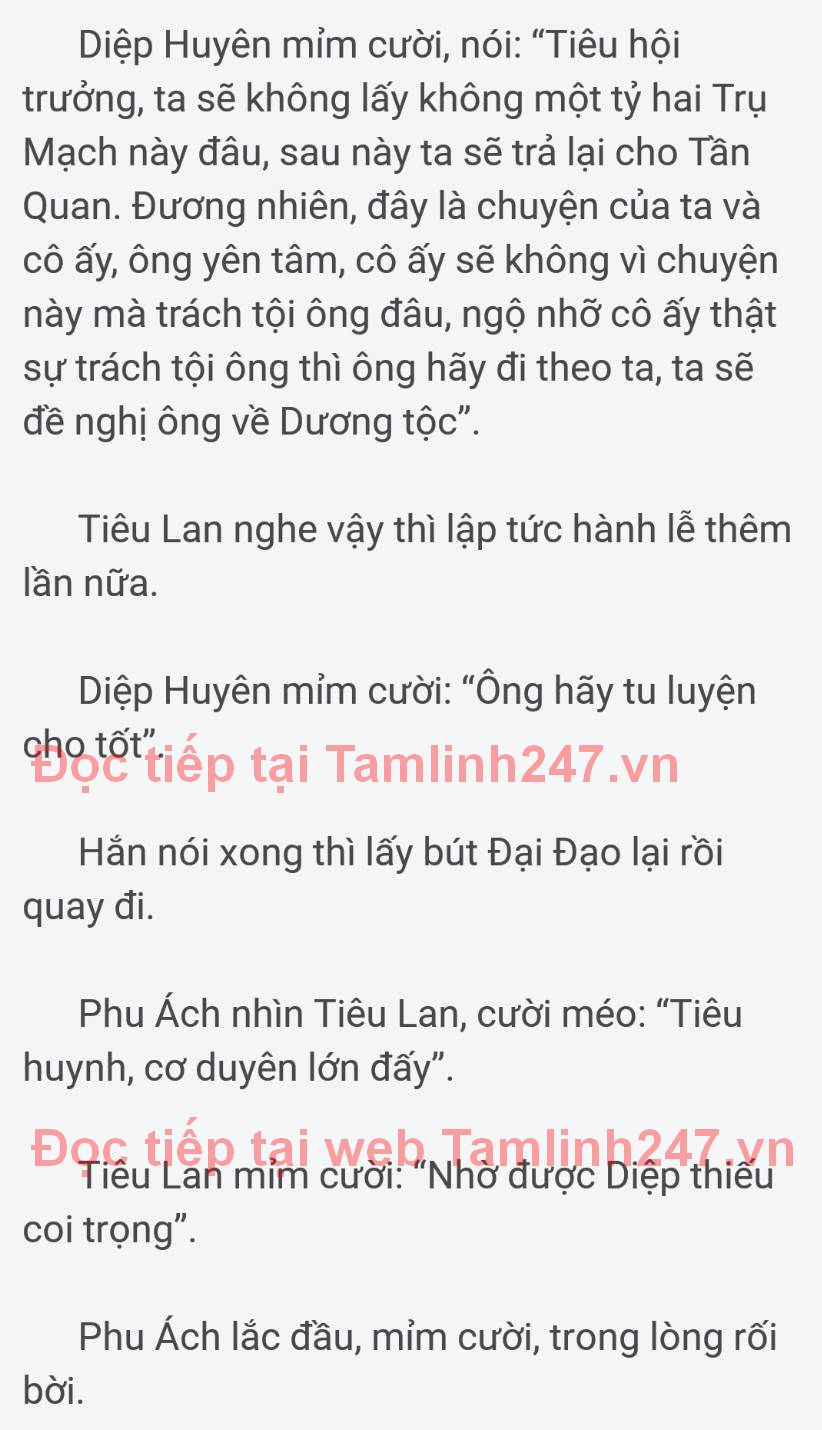 Diệp Huyên mỉm cười, nói: “Tiêu hội
trưởng, ta sẽ không lấy không một tỷ hai Trụ
Mạch này đâu, sau này ta sẽ trả lại cho Tần
Quan. Đương nhiên, đây là chuyện của ta và
cô ấy, ông yên tâm, cô ấy sẽ không vì chuyện
này mà trách tội ông đâu, ngộ nhỡ cô ấy thật
sự trách tội ông thì ông hãy đi theo ta, ta sẽ
đề nghị ông về Dương tộc”.
Tiêu Lan nghe vậy thì lập tức hành lễ thêm
lần nữa.
Diệp Huyên mỉm cười: “Ông hãy tu luyện
cho tốt”.
Đọc tiếp tại Tamlinh247.vn
Hắn nói xong thì lấy bút Đại Đạo lại rồi
quay đi.
Phu Ách nhìn Tiêu Lan, cười méo: “Tiêu
huynh, cơ duyên lớn đấy”.
Đọc tiếp tại web Tamlinh247.vn
Tiêu Lan mỉm cười: “Nhờ được Diệp thiếu
coi trọng”.
Phu Ách lắc đầu, mỉm cười, trong lòng rối
bời.